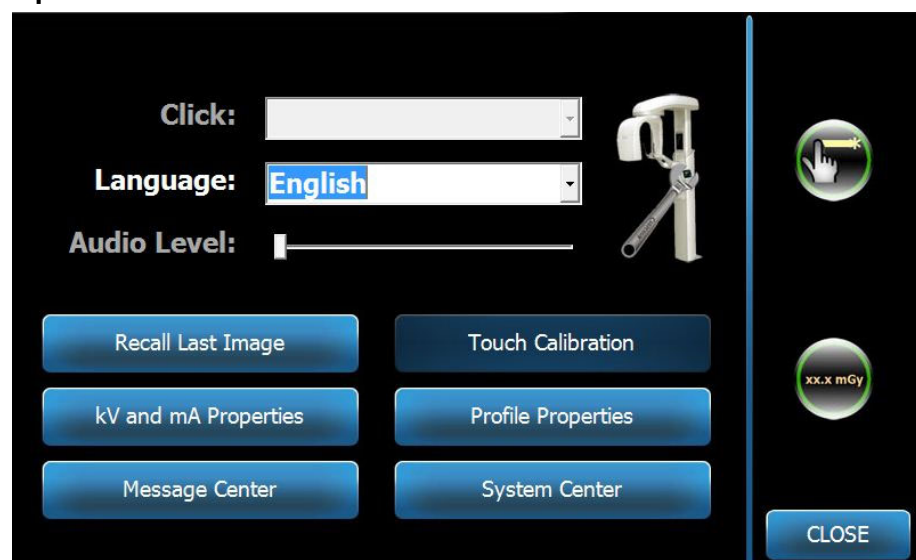 Click:
Language: English
Audio Level:
Recall Last Image
Touch Calibration
kV and mA Properties
Profile Properties
Message Center
System Center
xx.x mGy
CLOSE